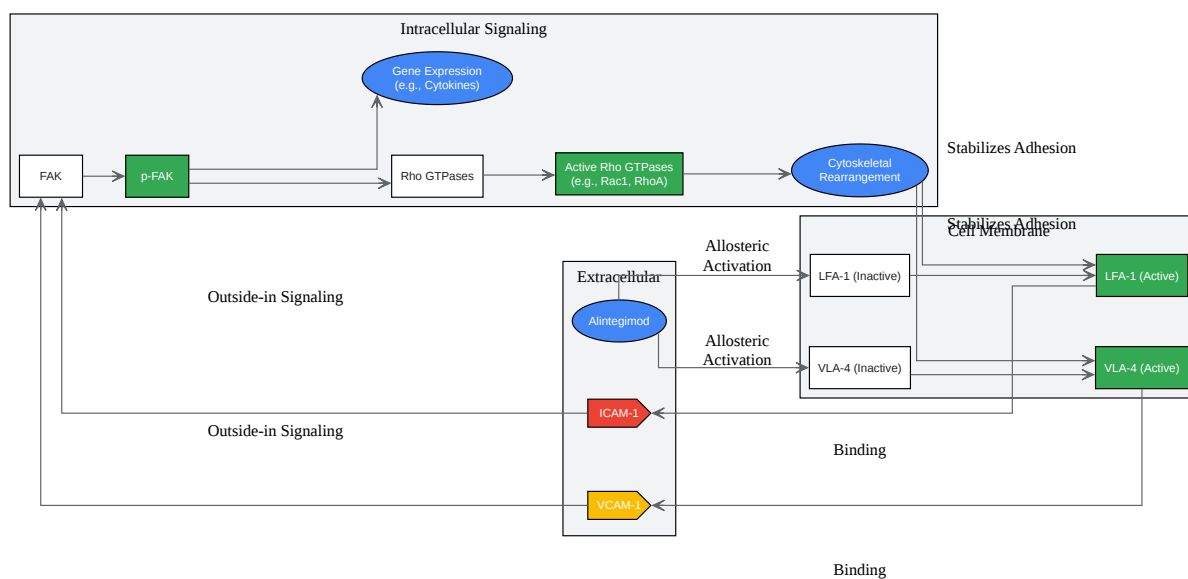 Intracellular Signaling
Gene Expression
(e.g., Cytokines)
FAK
p-FAK
Rho GTPases
Active Rho GTPases
(e.g., Rac1, RhoA)
Cytoskeletal
Rearrangement
Stabilizes Adhesion
Stabilizes Adhesion
Cell Membrane
Allosteric
Activation
LFA-1 (Inactive)
LFA-1 (Active)
Extracellular
Outside-in Signaling
Alintegimod
Allosteric
Activation
VLA-4 (Inactive)
VLA-4 (Active)
ICAM-1
Outside-in Signaling
Binding
VCAM-1
Binding